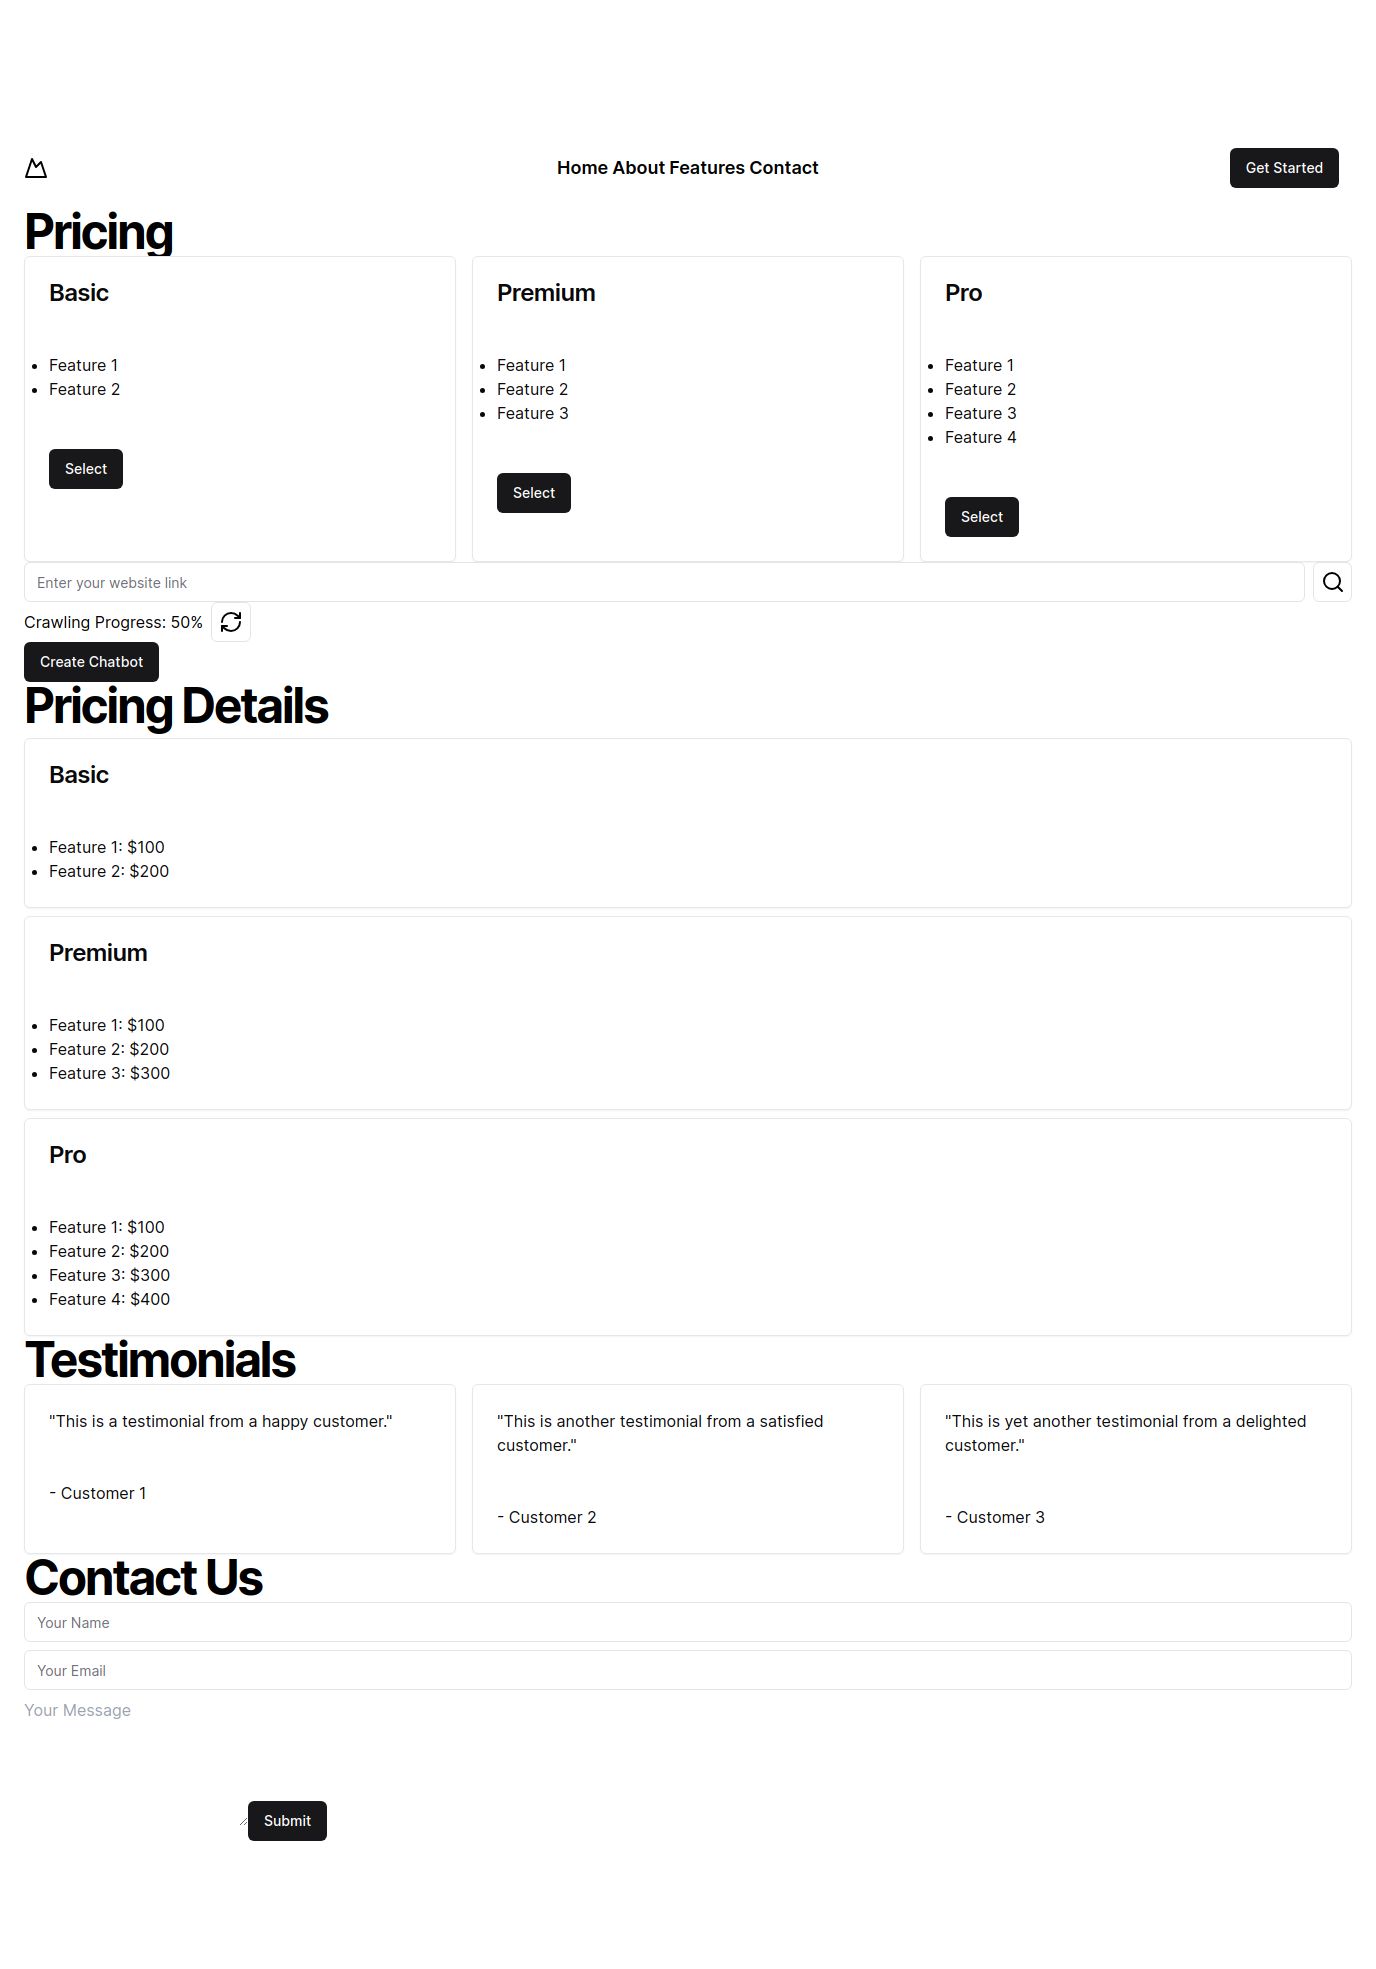 Home About Features Contact
Get Started
Pricing
Basic
Feature 1
Feature 2
Select
Premium
Feature 1
Feature 2
Feature 3
Select
Pro
Feature 1
Feature 2
Feature 3
Feature 4
Select
Enter your website link
Crawling Progress: 50%
Create Chatbot
Pricing Details
Basic
Feature 1: $100
Feature 2: $200
Premium
Feature 1: $100
Feature 2: $200
Feature 3: $300
Pro
Feature 1: $100
Feature 2: $200
Feature 3: $300
Feature 4: $400
Testimonials
"This is a testimonial from a happy customer."
- Customer 1
"This is another testimonial from a satisfied
customer."
- Customer 2
"This is yet another testimonial from a delighted
customer."
- Customer 3
Contact Us
Your Name
Your Email
Your Message
Submit